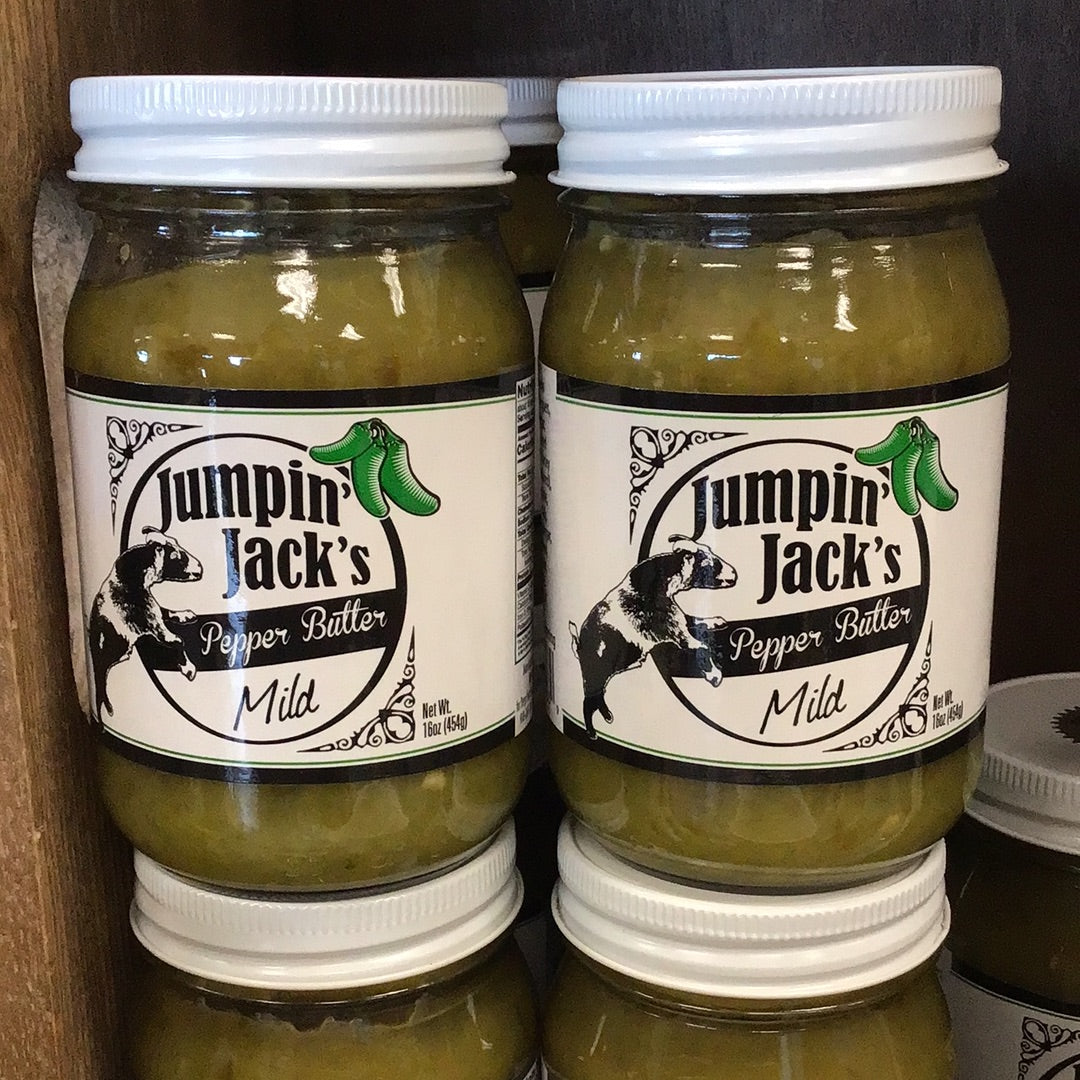 Jumpin'
Jack's
Pepper Butter
Mild
Net Wt.
16oz (454g)
Jumpin'
Jack's
Pepper Butter
Mild
Net Wt.
16oz (454g)